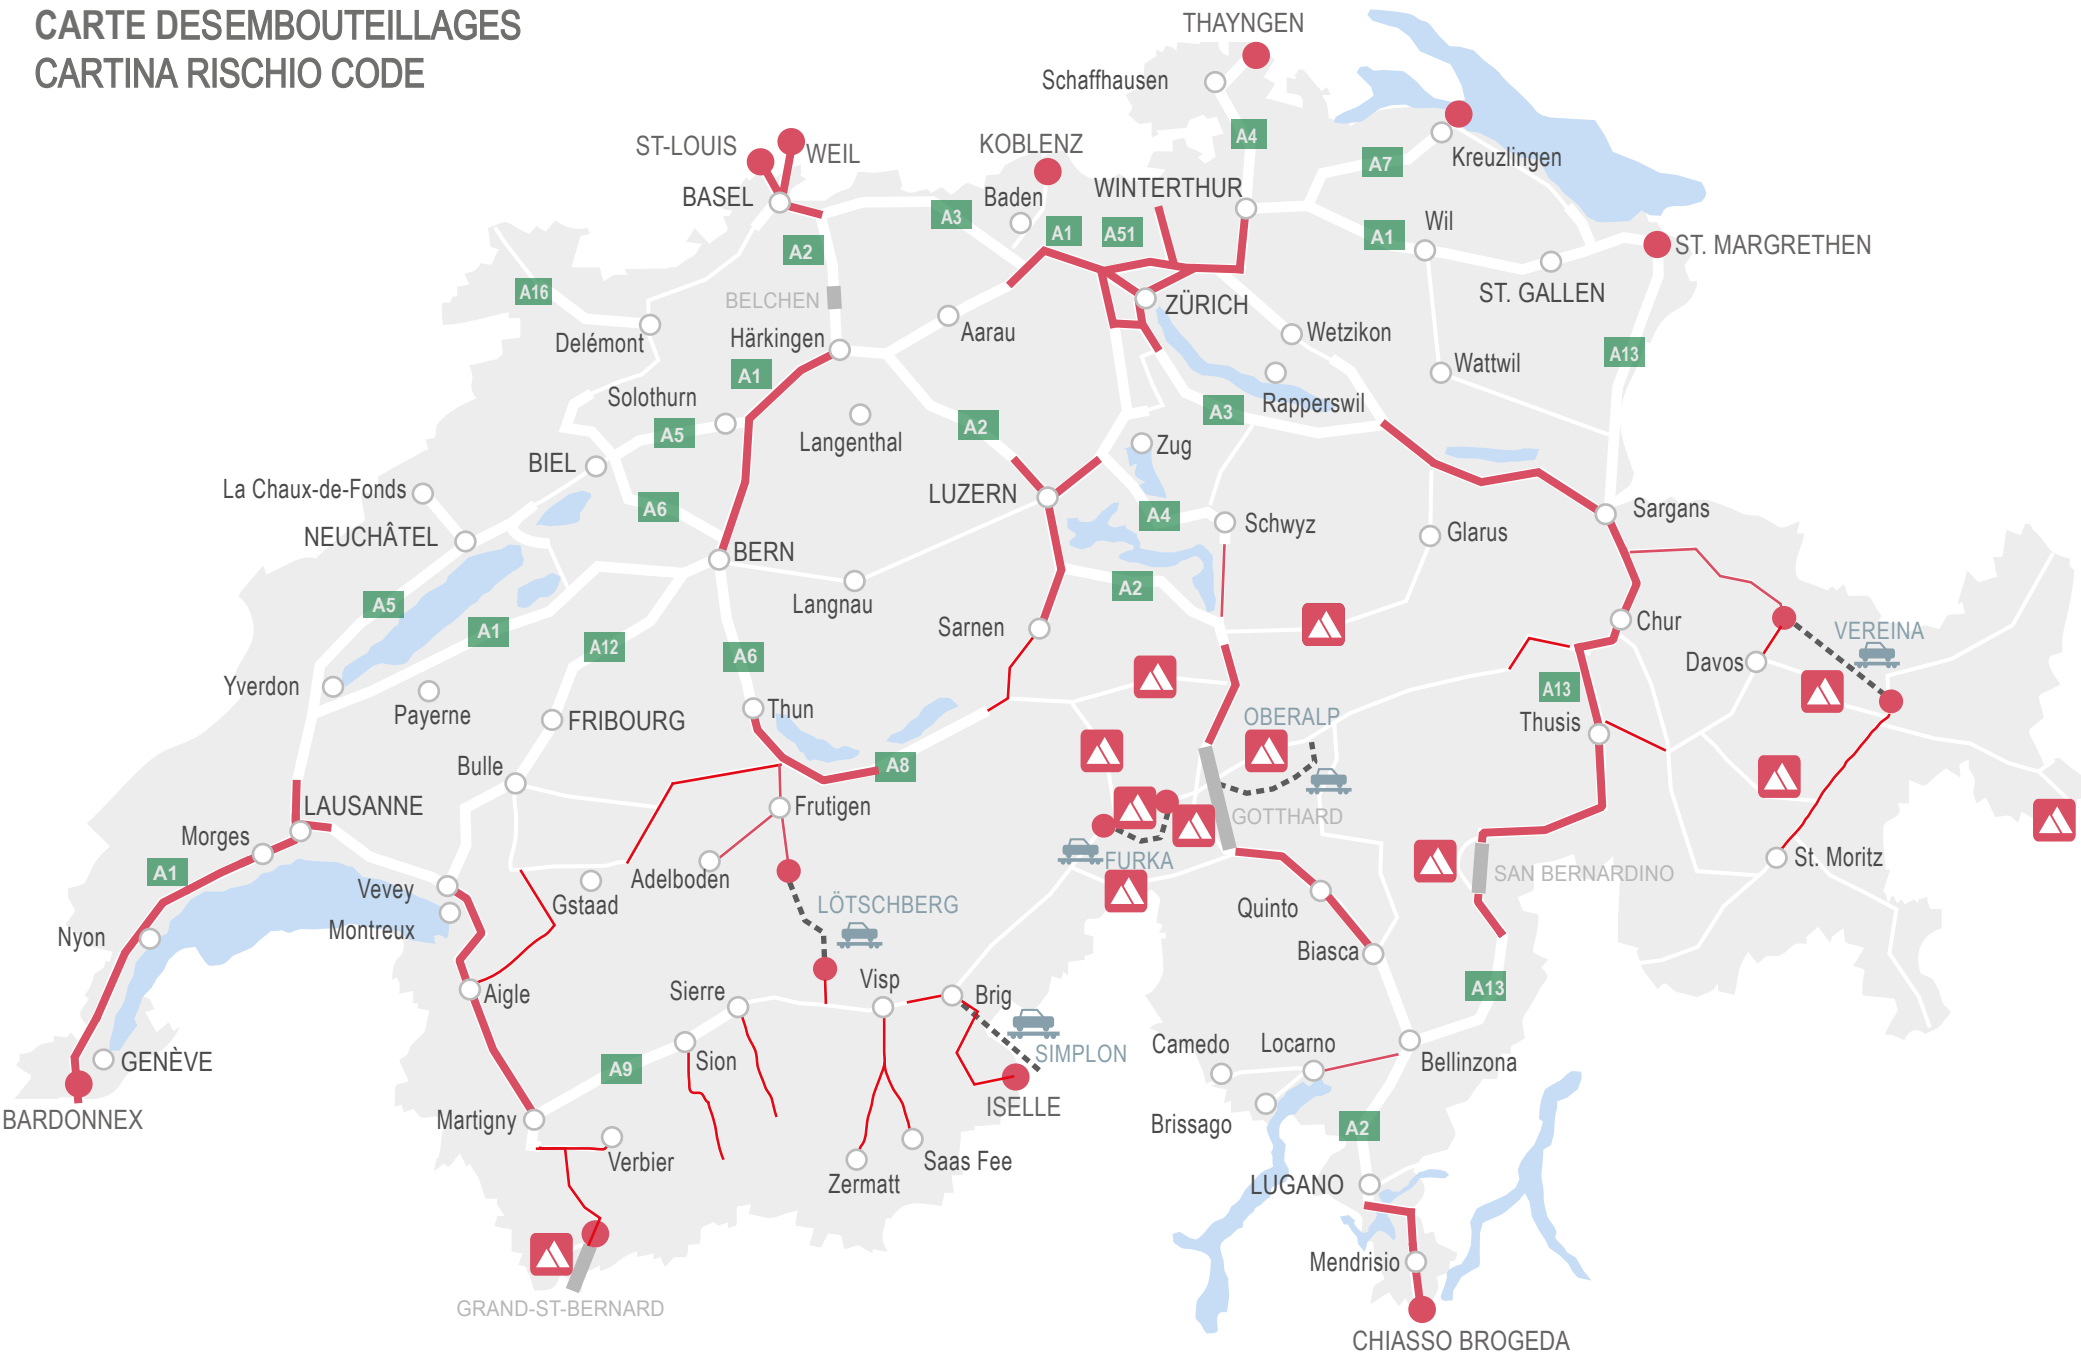 CARTE DESEMBOUTEILLAGES
CARTINA RISCHIO CODE
THAYNGEN
Schaffhausen
A4
ST-LOUIS
WEIL
KOBLENZ
A7
Kreuzlingen
BASEL
Baden
WINTERTHUR
A3
A1
A51
A1
Wil
ST. MARGRETHEN
A2
A16
BELCHEN
ZÜRICH
ST. GALLEN
Delémont
Härkingen
Aarau
Wetzikon
A13
A1
Wattwil
Solothurn
Rapperswil
A5
Langenthal
A2
A3
Zug
BIEL
La Chaux-de-Fonds
LUZERN
A6
A4
Schwyz
Glarus
Sargans
NEUCHÂTEL
BERN
A5
Langnau
A2
A1
Sarnen
Chur
VEREINA
A12
A6
Davos
Yverdon
A13
Payerne
FRIBOURG
Thun
OBERALP
Thusis
Bulle
A8
LAUSANNE
Frutigen
GOTTHARD
Morges
FURKA
St. Moritz
A1
Vevey
Adelboden
SAN BERNARDINO
Gstaad
LÖTSCHBERG
Quinto
Montreux
Nyon
Biasca
Visp
Aigle
Sierre
Brig
A13
Camedo
Locarno
SIMPLON
GENÈVE
Sion
Bellinzona
A9
ISELLE
BARDONNEX
Martigny
Brissago
A2
Verbier
Saas Fee
Zermatt
LUGANO
Mendrisio
GRAND-ST-BERNARD
CHIASSO BROGEDA